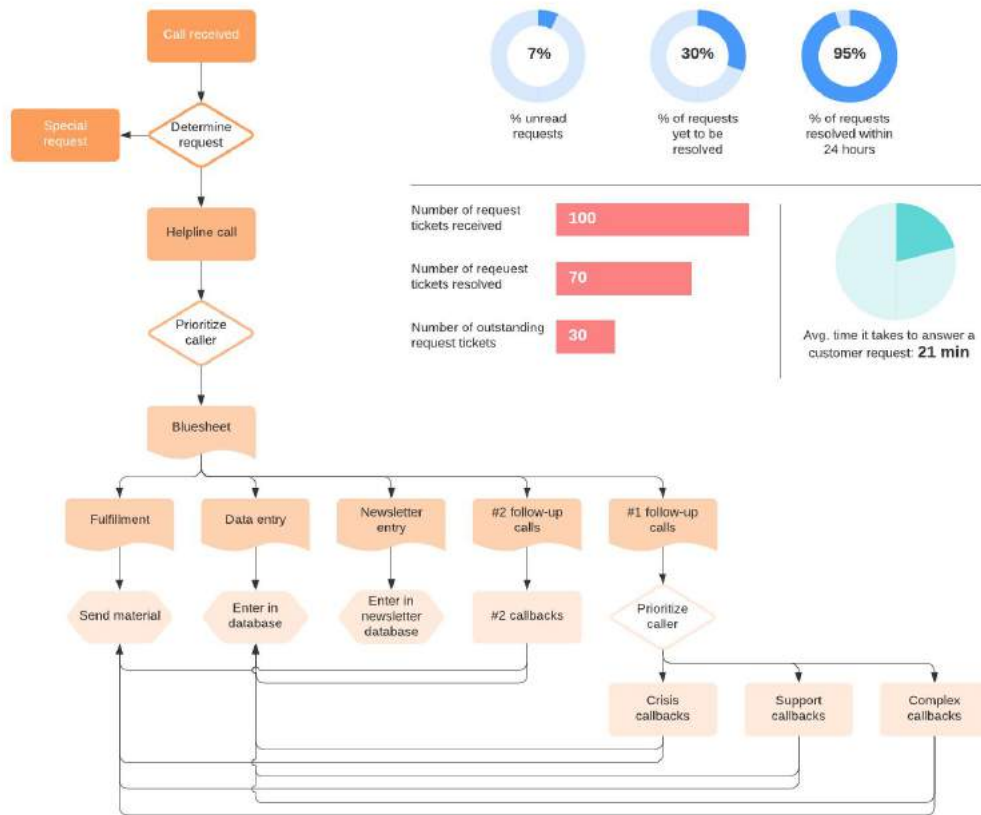 Call received
Special
request
Determine
request
Helpline call
Prioritize
caller
Bluesheet
7%
% unread
requests
30%
% of requests
yet to be
resolved
95%
% of requests
resolved within
24 hours
Number of request
tickets received
100
Number of reqeuest
tickets resolved
70
Number of outstanding
request tickets
30
Avg. time it takes to answer a
customer request: 21 min
Fulfillment
Data entry
Newsletter
entry
#2 follow-up
calls
#1 follow-up
calls
Send material
Enter in
database
Enter in
newsletter
database
#2 callbacks
Prioritize
caller
Crisis
callbacks
Support
callbacks
Complex
callbacks